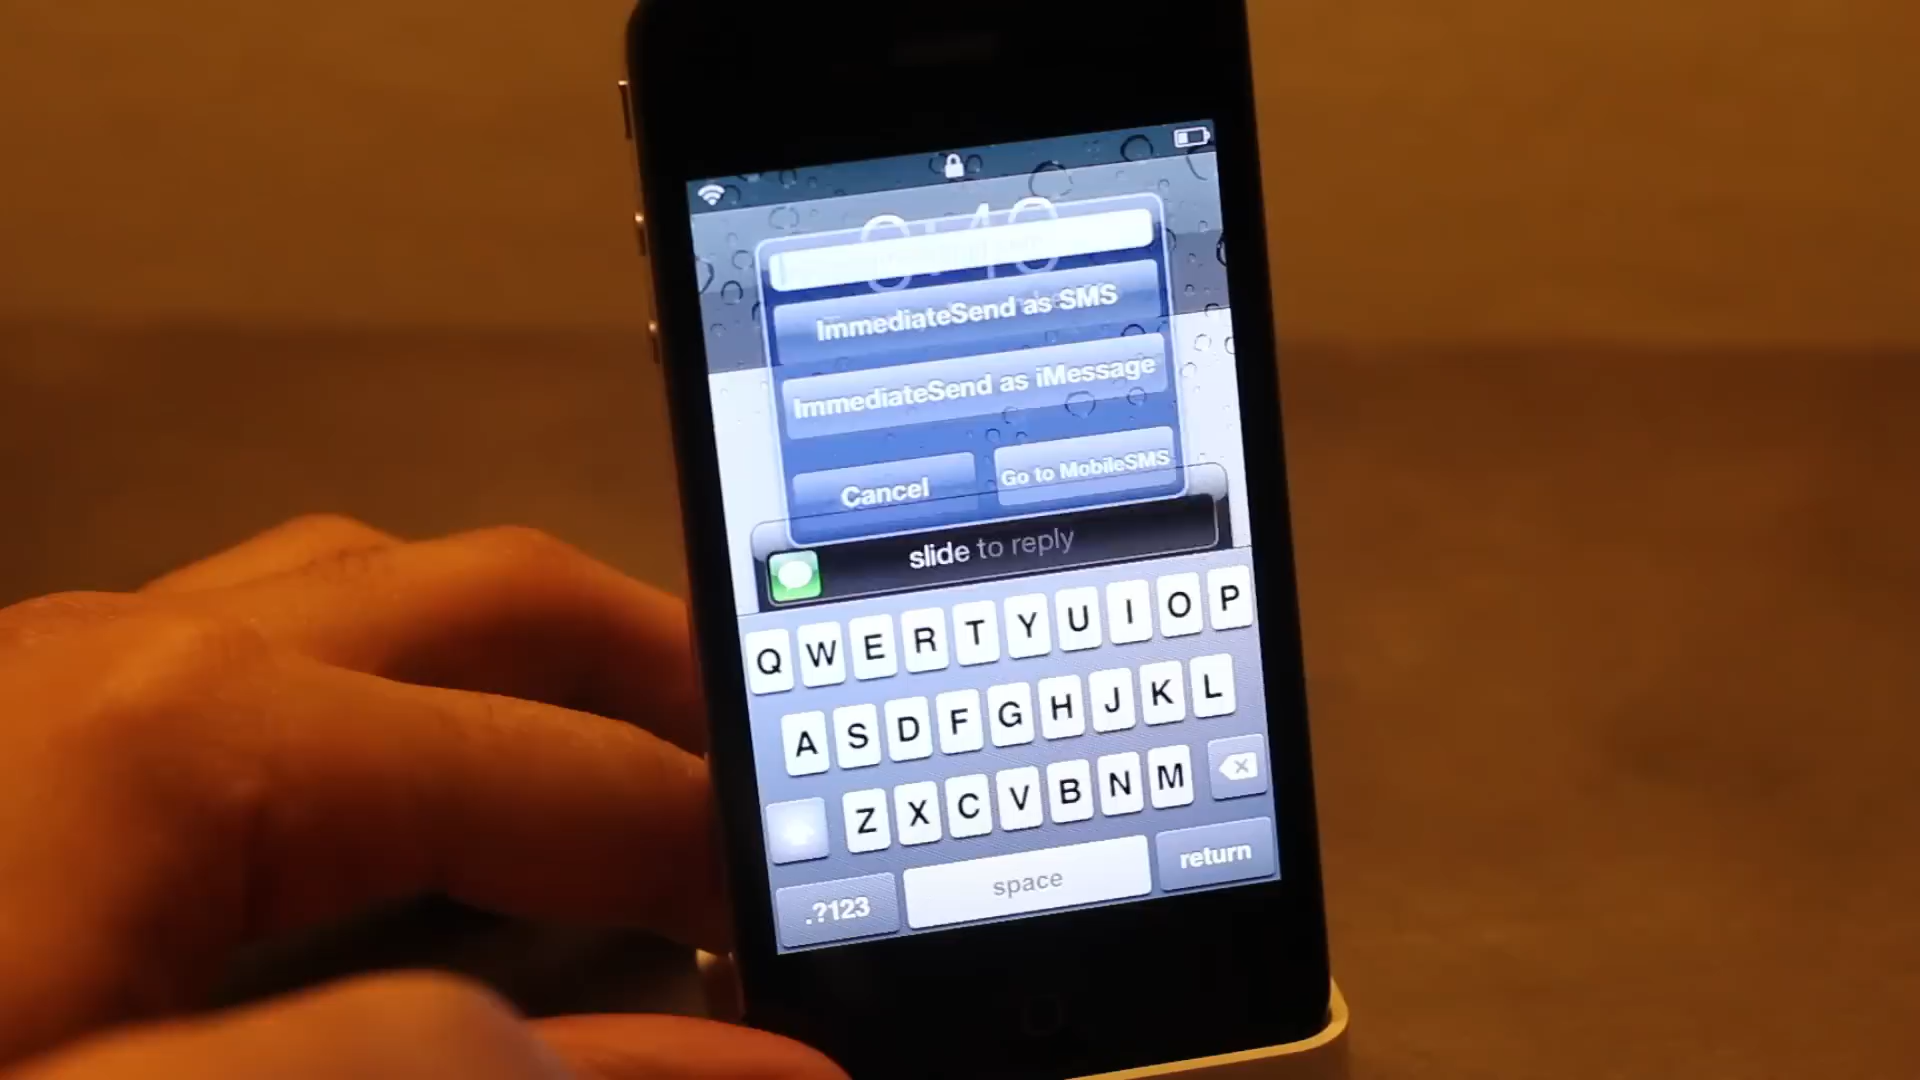 ImmediateSend as SMS
ImmediateSend as iMessage
Cancel
Go to MobileSMS
slide to reply
Q W E R T Y U I O P
A S D F G H J K L
Z X C V B N M
.?123
space
return